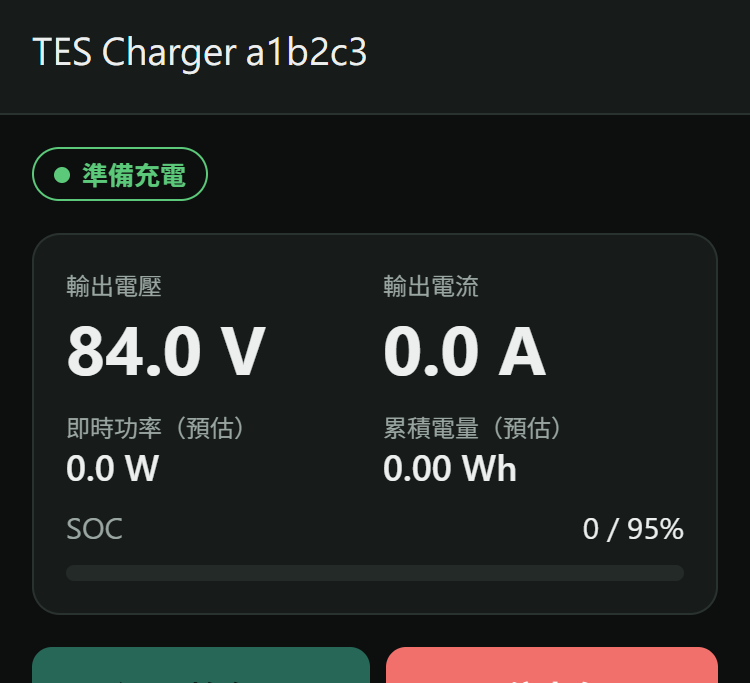 TES Charger a1b2c3
準備充電
輸出電壓 輸出電流
84.0 V 0.0 A
即時功率（預估） 累積電量（預估）
0.0 W 0.00 Wh
SOC 0 / 95%